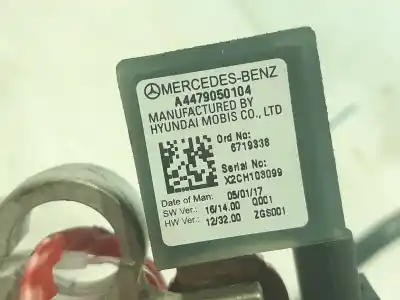 MERCEDES-BENZ
A4479050104
MANUFACTURED BY
HYUNDAI MOBIS CO., LTD
Ord No:
6719338
Serial No:
X2CH103099
Date of Man: 05/01/17
SW Ver.: 16/14.00 Q001
HW Ver.: 12/32.00 ZGS001